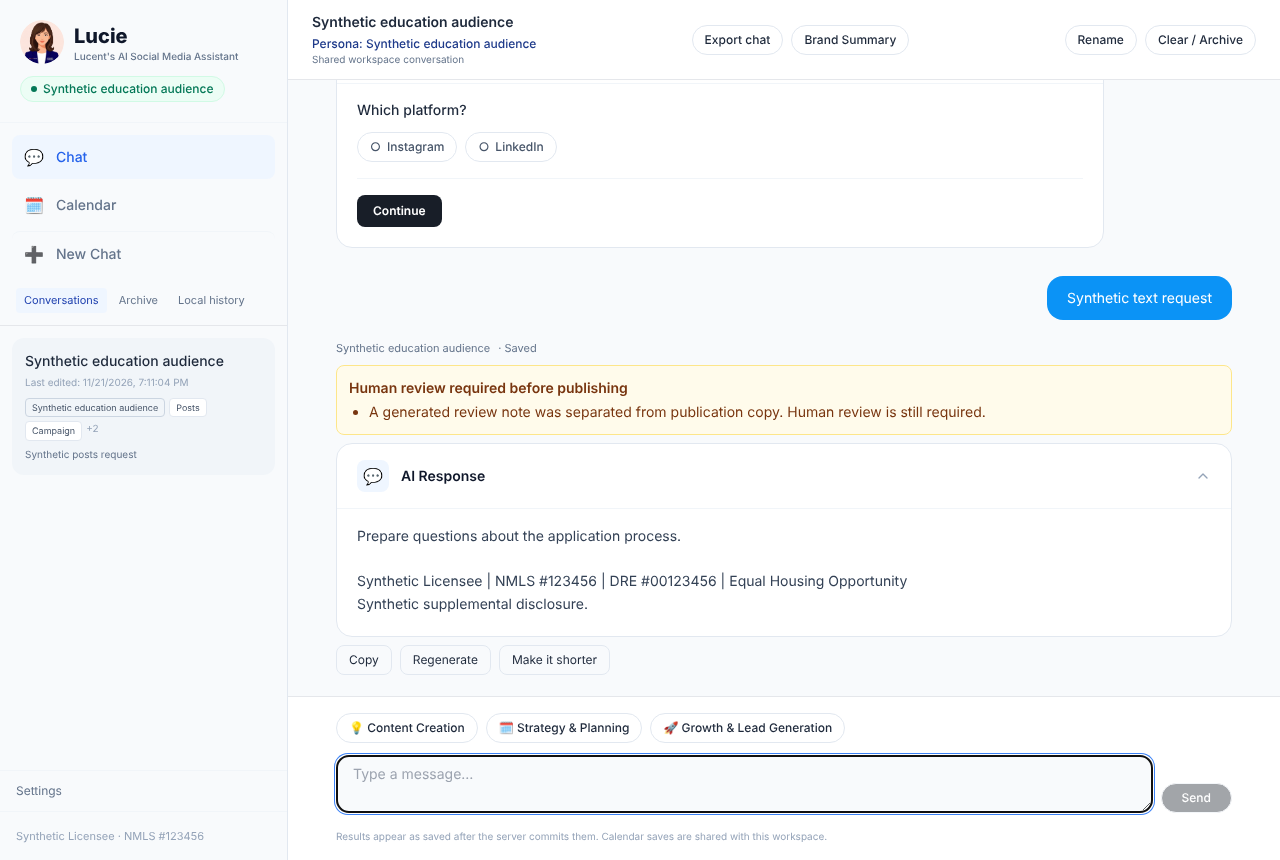 Lucie
Lucent's AI Social Media Assistant
Synthetic education audience
Chat
Calendar
New Chat
Conversations
Archive
Local history
Synthetic education audience
Last edited: 11/21/2026, 7:11:04 PM
Synthetic education audience
Posts
Campaign
+2
Synthetic posts request
Settings
Synthetic Licensee · NMLS #123456
Synthetic education audience
Persona: Synthetic education audience
Shared workspace conversation
Export chat
Brand Summary
Rename
Clear / Archive
Which platform?
Instagram
LinkedIn
Continue
Synthetic text request
Synthetic education audience · Saved
Human review required before publishing
• A generated review note was separated from publication copy. Human review is still required.
AI Response
Prepare questions about the application process.
Synthetic Licensee | NMLS #123456 | DRE #00123456 | Equal Housing Opportunity
Synthetic supplemental disclosure.
Copy
Regenerate
Make it shorter
Content Creation
Strategy & Planning
Growth & Lead Generation
Type a message...
Send
Results appear as saved after the server commits them. Calendar saves are shared with this workspace.